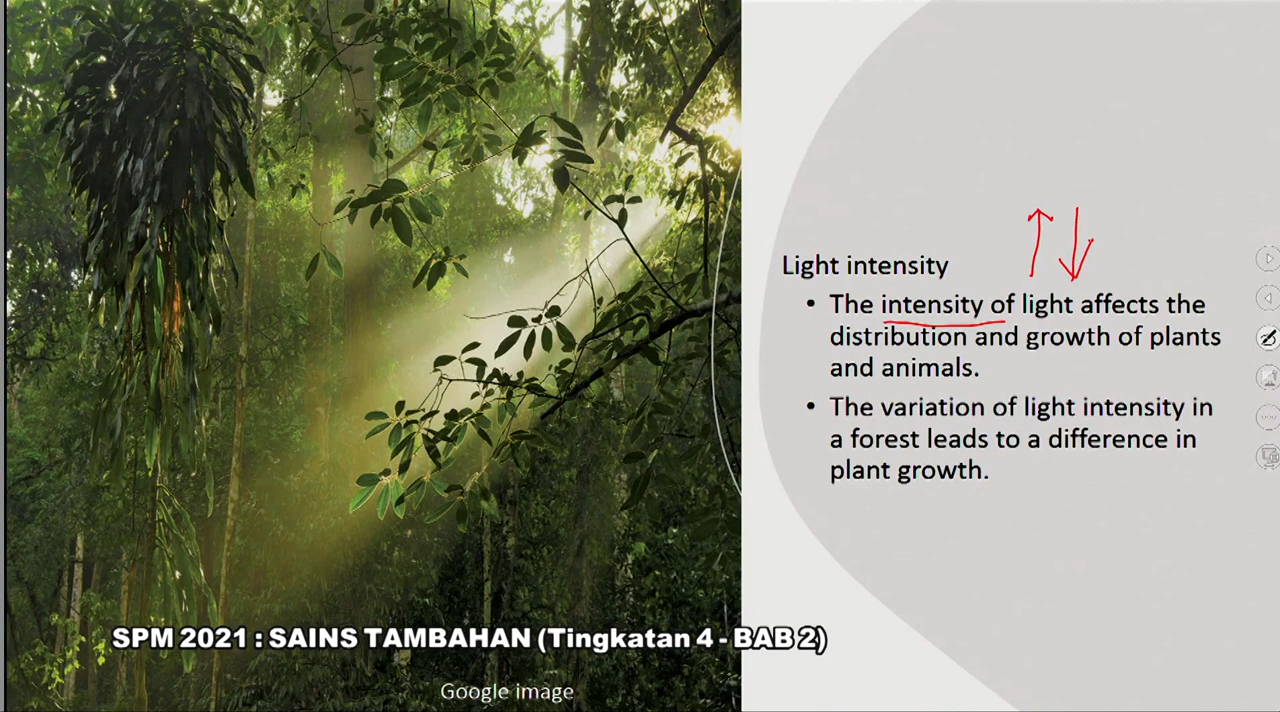 Light intensity
• The intensity of light affects the
distribution and growth of plants
and animals.
• The variation of light intensity in
a forest leads to a difference in
plant growth.
SPM 2021 : SAINS TAMBAHAN (Tingkatan 4 - BAB 2)
Google image